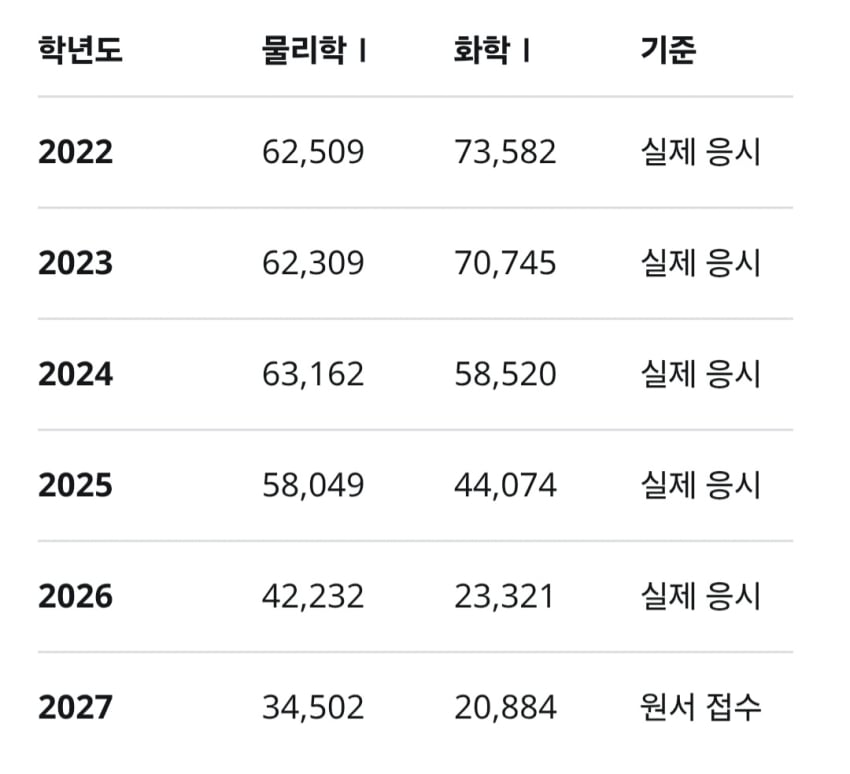 학년도 물리학 Ⅰ 화학 Ⅰ 기준
2022 62,509 73,582 실제 응시
2023 62,309 70,745 실제 응시
2024 63,162 58,520 실제 응시
2025 58,049 44,074 실제 응시
2026 42,232 23,321 실제 응시
2027 34,502 20,884 원서 접수